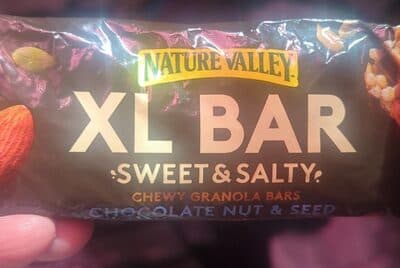 NATURE VALLEY
XL BAR
SWEET & SALTY
CHEWY GRANOLA BARS
CHOCOLATE NUT & SEED